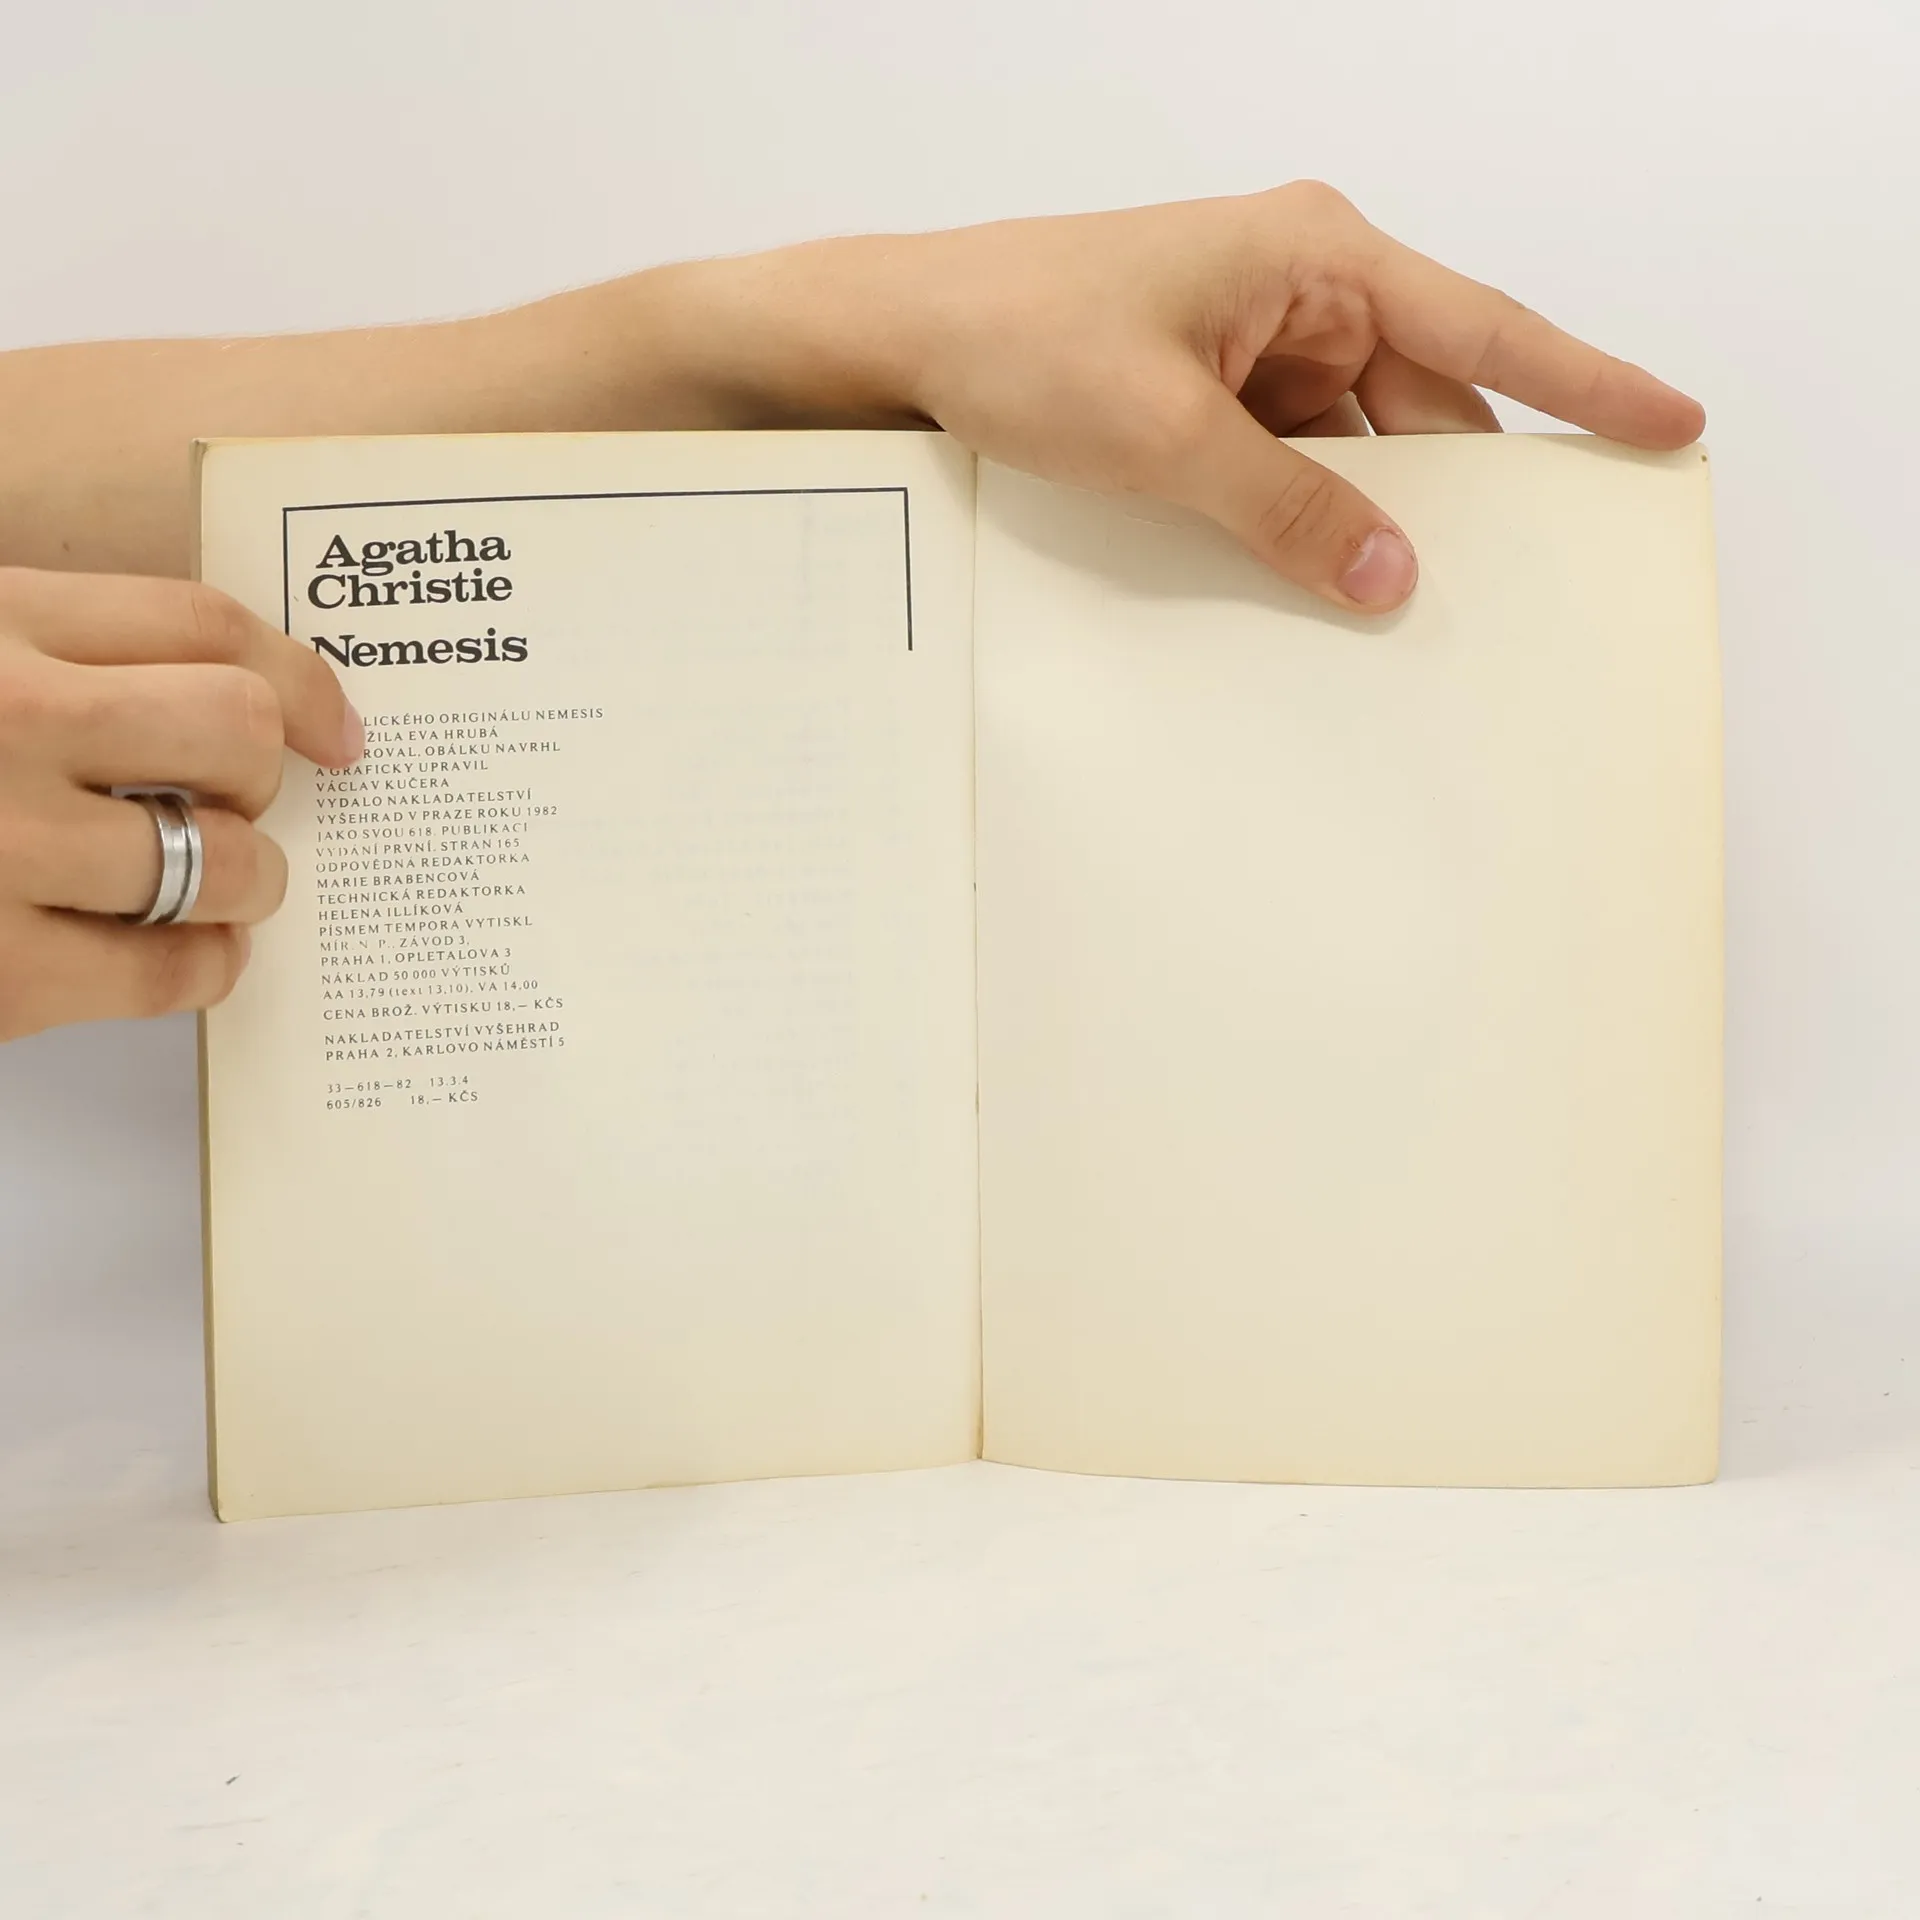 Agatha
Christie
Nemesis
LICKÉHO ORIGINÁLU NEMESIS
ŽILA EVA HRUBÁ
ROVAL, OBÁLKU NAVRHL
A GRAFICKY UPRAVIL
VÁCLAV KUČERA
VYDALO NAKLADATELSTVÍ
VYŠEHRAD V PRAZE ROKU 1982
JAKO SVOU 618. PUBLIKACI
VYDÁNÍ PRVNÍ. STRAN 165
ODPOVĚDNÁ REDAKTORKA
MARIE BRABENCOVÁ
TECHNICKÁ REDAKTORKA
HELENA ILLÍKOVÁ
PÍSMEM TEMPORA VYTISKL
MÍR, N. P., ZÁVOD 3,
PRAHA 1, OPLETALOVA 3
NÁKLAD 50 000 VÝTISKŮ
AA 13,79 (text 13,10), VA 14,00
CENA BROŽ. VÝTISKU 18,— KČS
NAKLADATELSTVÍ VYŠEHRAD
PRAHA 2, KARLOVO NÁMĚSTÍ 5
33—618—82 13.3.4
605/826 18,— KČS